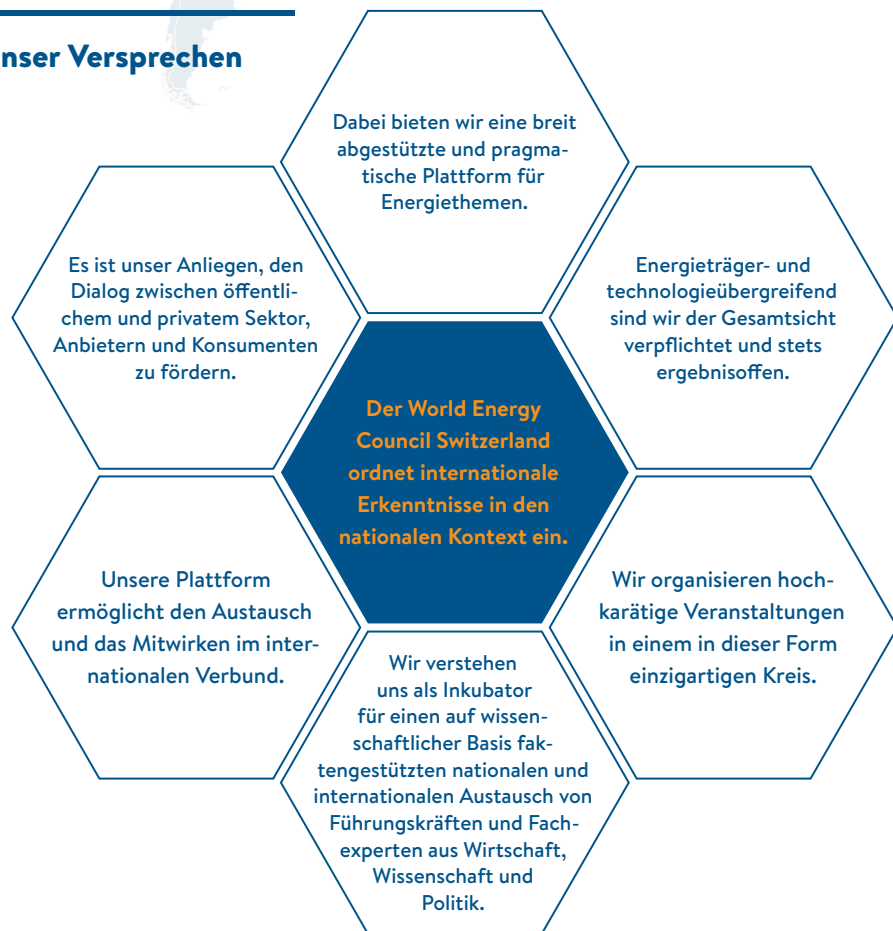 nser Versprechen
Dabei bieten wir eine breit
abgestützte und pragma-
tische Plattform für
Energiethemen.
Es ist unser Anliegen, den
Dialog zwischen öffentli-
chem und privatem Sektor,
Anbietern und Konsumenten
zu fördern.
Energieträger- und
technologieübergreifend
sind wir der Gesamtsicht
verpflichtet und stets
ergebnisoffen.
Der World Energy
Council Switzerland
ordnet internationale
Erkenntnisse in den
nationalen Kontext ein.
Unsere Plattform
ermöglicht den Austausch
und das Mitwirken im inter-
nationalen Verbund.
Wir organisieren hoch-
karätige Veranstaltungen
in einem in dieser Form
einzigartigen Kreis.
Wir verstehen
uns als Inkubator
für einen auf wissen-
schaftlicher Basis fak-
tengestützten nationalen und
internationalen Austausch von
Führungskräften und Fach-
experten aus Wirtschaft,
Wissenschaft und
Politik.